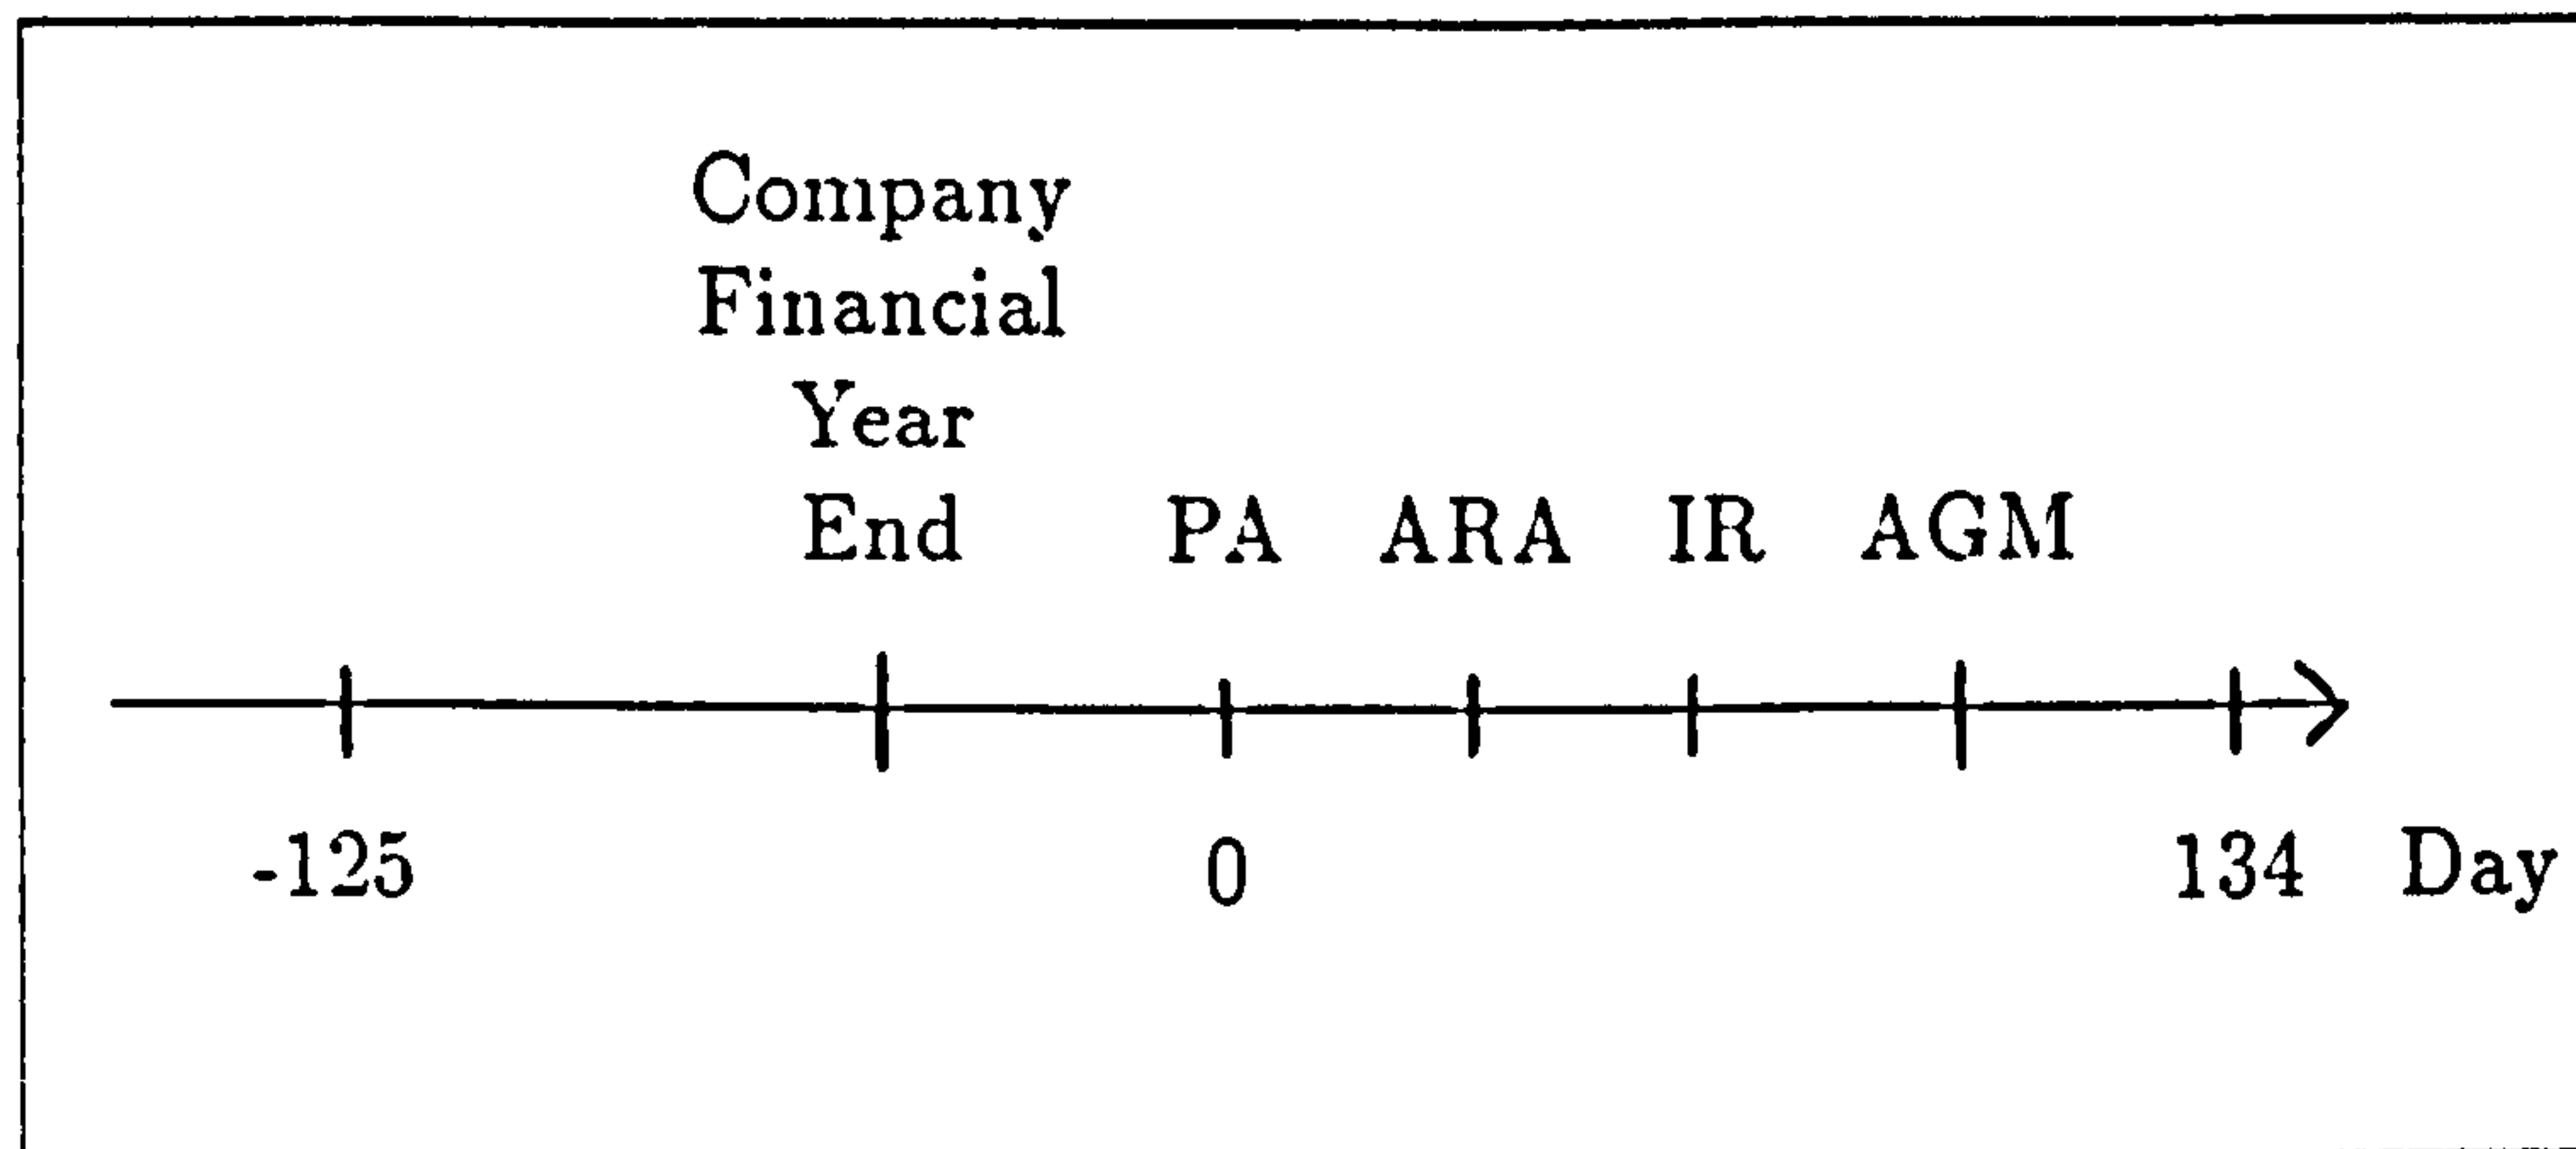 Company
Financial
Year
End PA ARA IR AGM
-125 0 134 Day